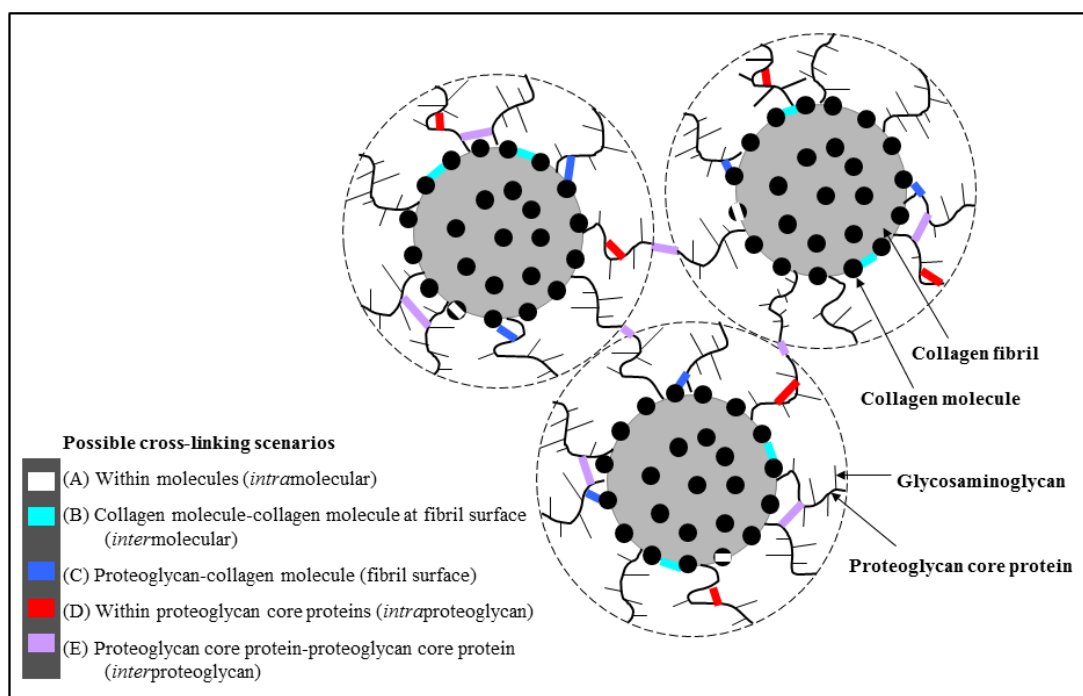 Collagen fibril
Collagen molecule
Possible cross-linking scenarios
(A) Within molecules (intramolecular)
Glycosaminoglycan
(B) Collagen molecule-collagen molecule at fibril surface
(intermolecular)
Proteoglycan core protein
(C) Proteoglycan-collagen molecule (fibril surface)
(D) Within proteoglycan core proteins (intraproteoglycan)
(E) Proteoglycan core protein-proteoglycan core protein
(interproteoglycan)